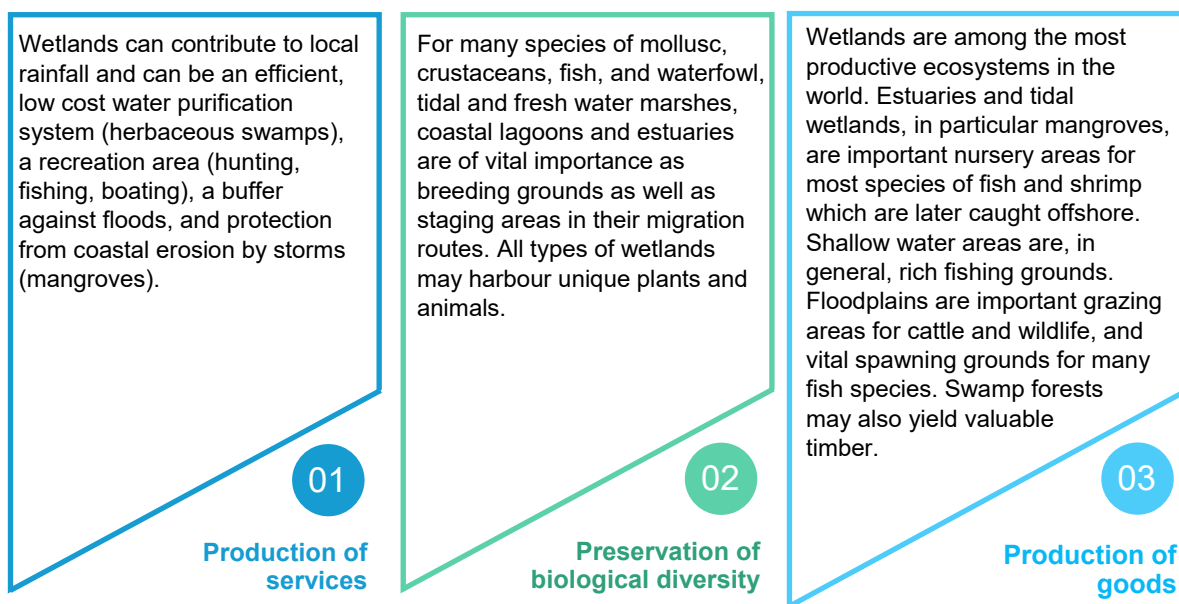 Wetlands can contribute to local
rainfall and can be an efficient,
low cost water purification
system (herbaceous swamps),
a recreation area (hunting,
fishing, boating), a buffer
against floods, and protection
from coastal erosion by storms
(mangroves).
01
Production of
services
For many species of mollusc,
crustaceans, fish, and waterfowl,
tidal and fresh water marshes,
coastal lagoons and estuaries
are of vital importance as
breeding grounds as well as
staging areas in their migration
routes. All types of wetlands
may harbour unique plants and
animals.
02
Preservation of
biological diversity
Wetlands are among the most
productive ecosystems in the
world. Estuaries and tidal
wetlands, in particular mangroves,
are important nursery areas for
most species of fish and shrimp
which are later caught offshore.
Shallow water areas are, in
general, rich fishing grounds.
Floodplains are important grazing
areas for cattle and wildlife, and
vital spawning grounds for many
fish species. Swamp forests
may also yield valuable
timber.
03
Production of
goods